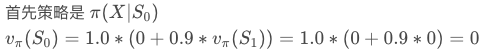 首先策略是 π(X|S₀)
v_π(S₀) = 1.0 * (0 + 0.9 * v_π(S₁)) = 1.0 * (0 + 0.9 * 0) = 0